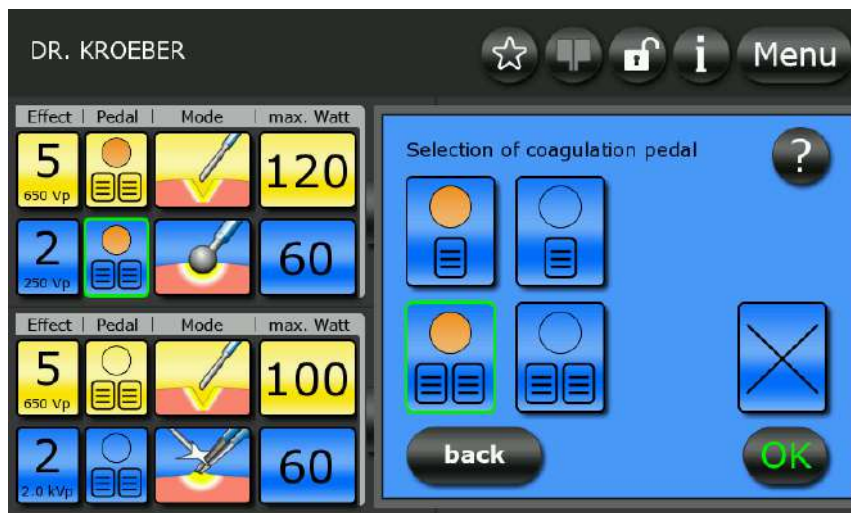 DR. KROEBER
i Menu
Effect | Pedal | Mode | max. Watt
5
650 Vp
120
2
250 Vp
60
Effect | Pedal | Mode | max. Watt
5
650 Vp
100
2
2.0 kVp
60
Selection of coagulation pedal
?
back
OK